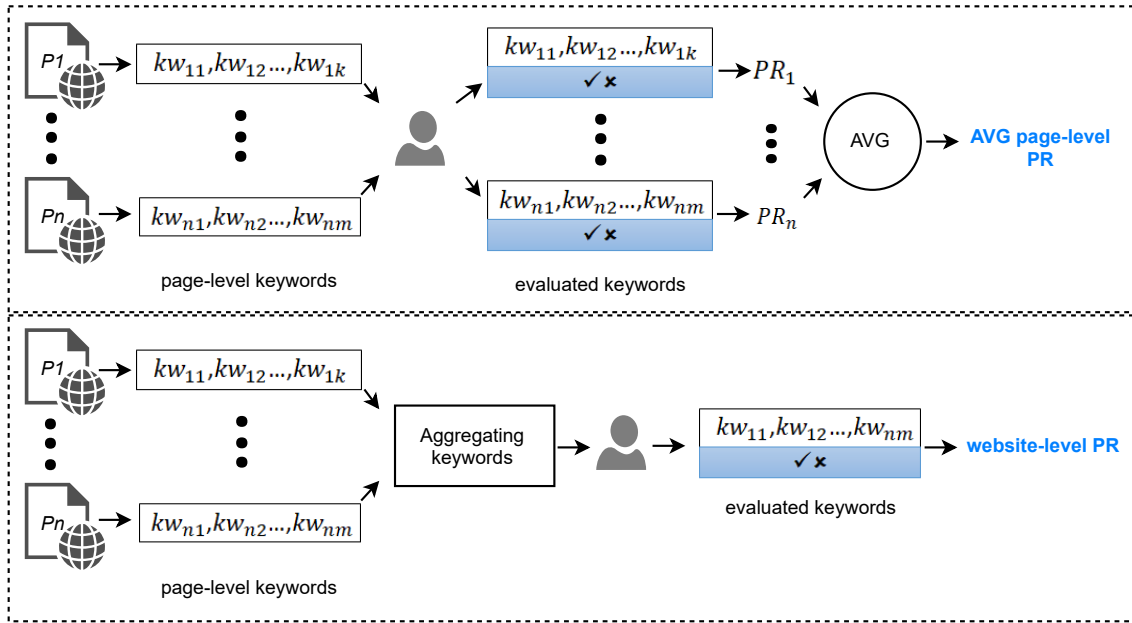 P1
kw11,kw12...,kw1k
kw11,kw12...,kw1k
✓✘
PR1
AVG
AVG page-level
PR
Pn
kwn1,kwn2...,kwnm
kwn1,kwn2...,kwnm
✓✘
PRn
page-level keywords
evaluated keywords
P1
kw11,kw12...,kw1k
Aggregating
keywords
kw11,kw12...,kwnm
✓✘
website-level PR
evaluated keywords
Pn
kwn1,kwn2...,kwnm
page-level keywords